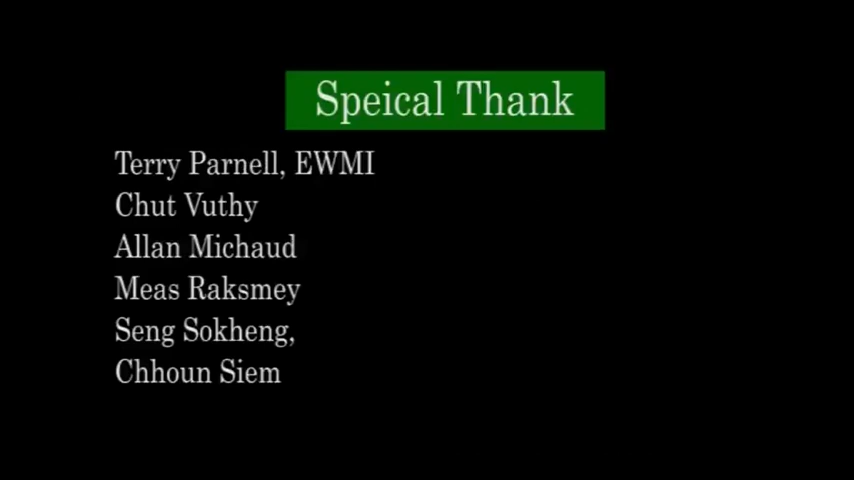 Speical Thank
Terry Parnell, EWMI
Chut Vuthy
Allan Michaud
Meas Raksmey
Seng Sokheng,
Chhoun Siem